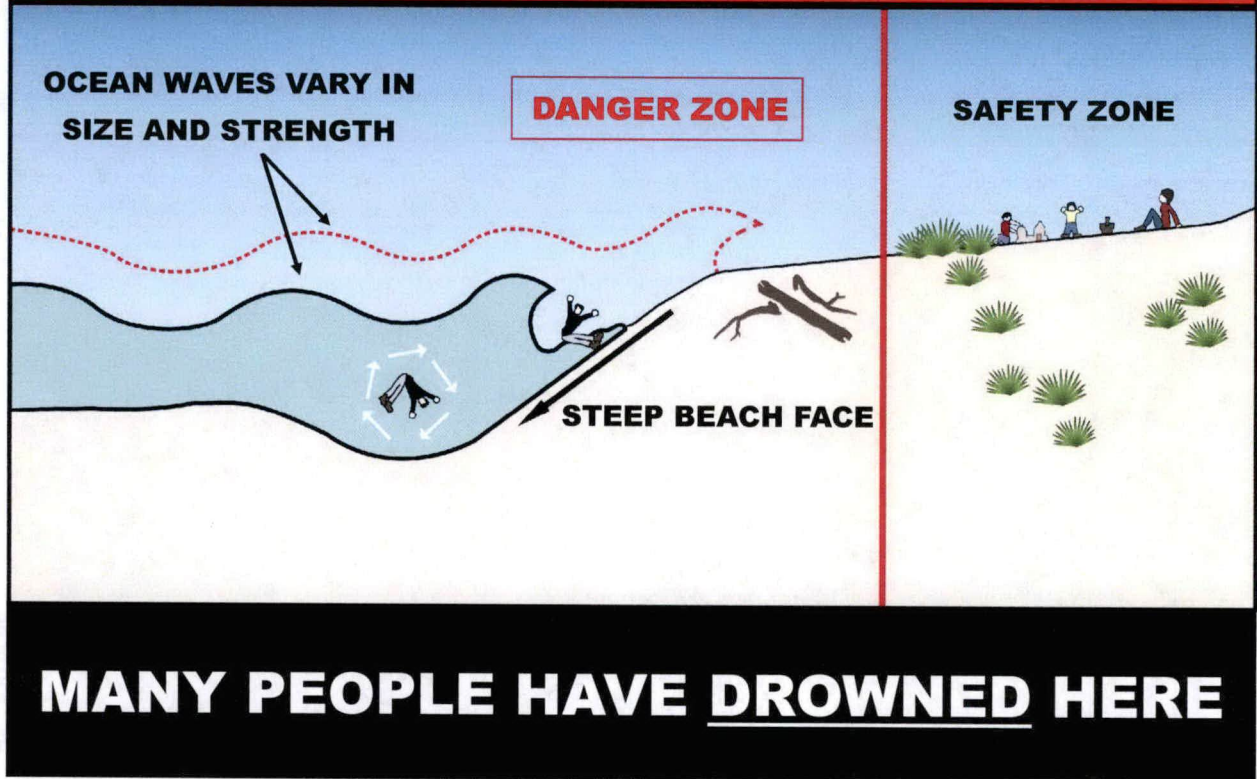 OCEAN WAVES VARY IN
SIZE AND STRENGTH
DANGER ZONE
SAFETY ZONE
STEEP BEACH FACE
MANY PEOPLE HAVE DROWNED HERE